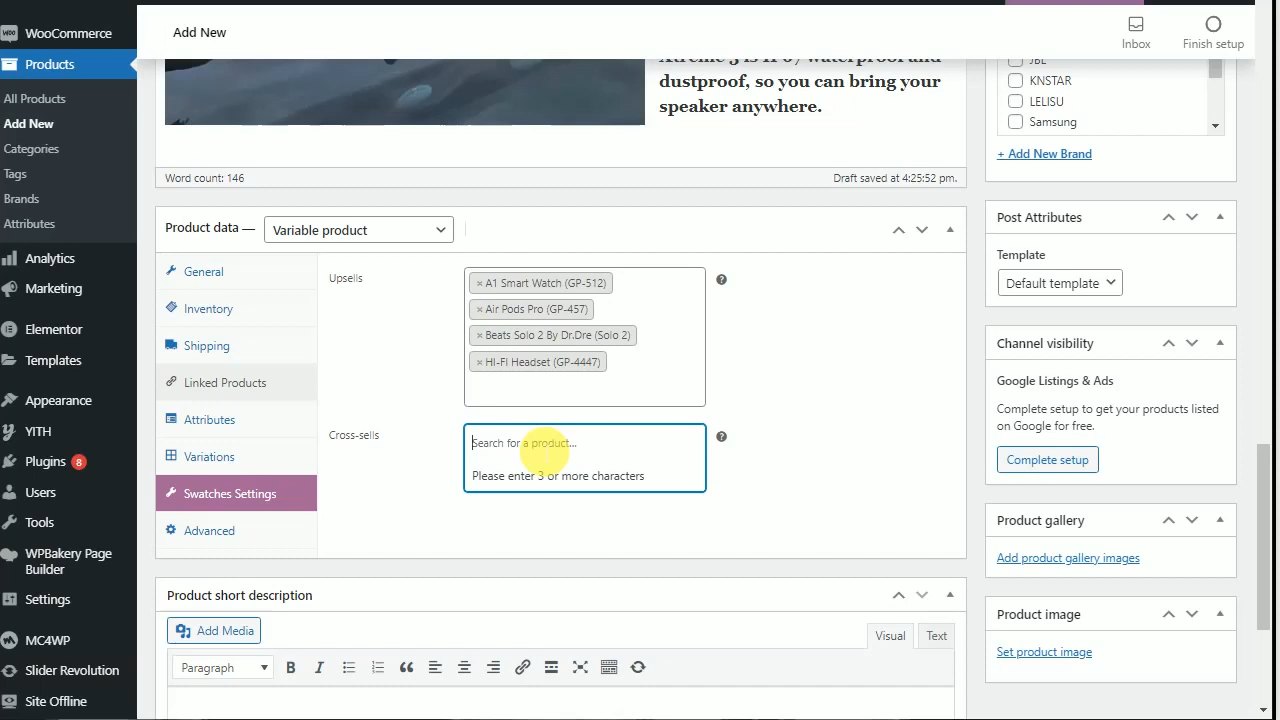 WooCommerce
Products
All Products
Add New
Categories
Tags
Brands
Attributes
Analytics
Marketing
Elementor
Templates
Appearance
YITH
Plugins 8
Users
Tools
WPBakery Page
Builder
Settings
MC4WP
Slider Revolution
Site Offline
Add New
Inbox
Finish setup
Xtreme 3 is IP67 waterproof and
dustproof, so you can bring your
speaker anywhere.
Word count: 146
Draft saved at 4:25:52 pm.
Product data —
Variable product
General
Inventory
Shipping
Linked Products
Attributes
Variations
Swatches Settings
Advanced
Upsells
× A1 Smart Watch (GP-512)
× Air Pods Pro (GP-457)
× Beats Solo 2 By Dr.Dre (Solo 2)
× HI-FI Headset (GP-4447)
Cross-sells
Search for a product...
Please enter 3 or more characters
Product short description
Add Media
Visual
Text
Paragraph
B
I
JBL
KNSTAR
LELISU
Samsung
+ Add New Brand
Post Attributes
Template
Default template
Channel visibility
Google Listings & Ads
Complete setup to get your products listed
on Google for free.
Complete setup
Product gallery
Add product gallery images
Product image
Set product image